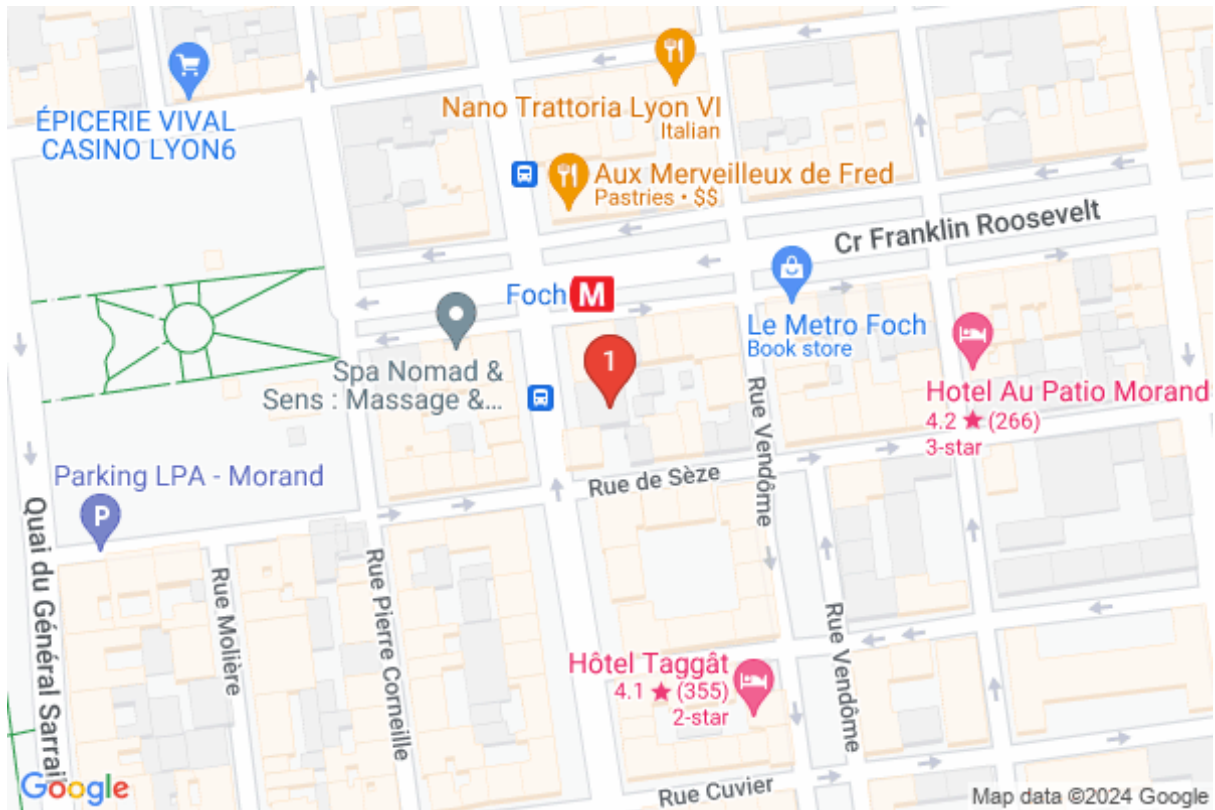 ÉPICERIE VIVAL
CASINO LYON6
Nano Trattoria Lyon VI
Italian
Aux Merveilleux de Fred
Pastries • $$
Cr Franklin Roosevelt
Foch M
Le Metro Foch
Book store
Spa Nomad &
Sens : Massage &...
1
Hotel Au Patio Morand
4.2 ★ (266)
3-star
Parking LPA - Morand
P
Rue de Sèze
Rue Vendôme
Quai du Général Sarrail
Rue Molière
Rue Pierre Corneille
Rue Vendôme
Hôtel Taggât
4.1 ★ (355)
2-star
Rue Cuvier
Google
Map data ©2024 Google